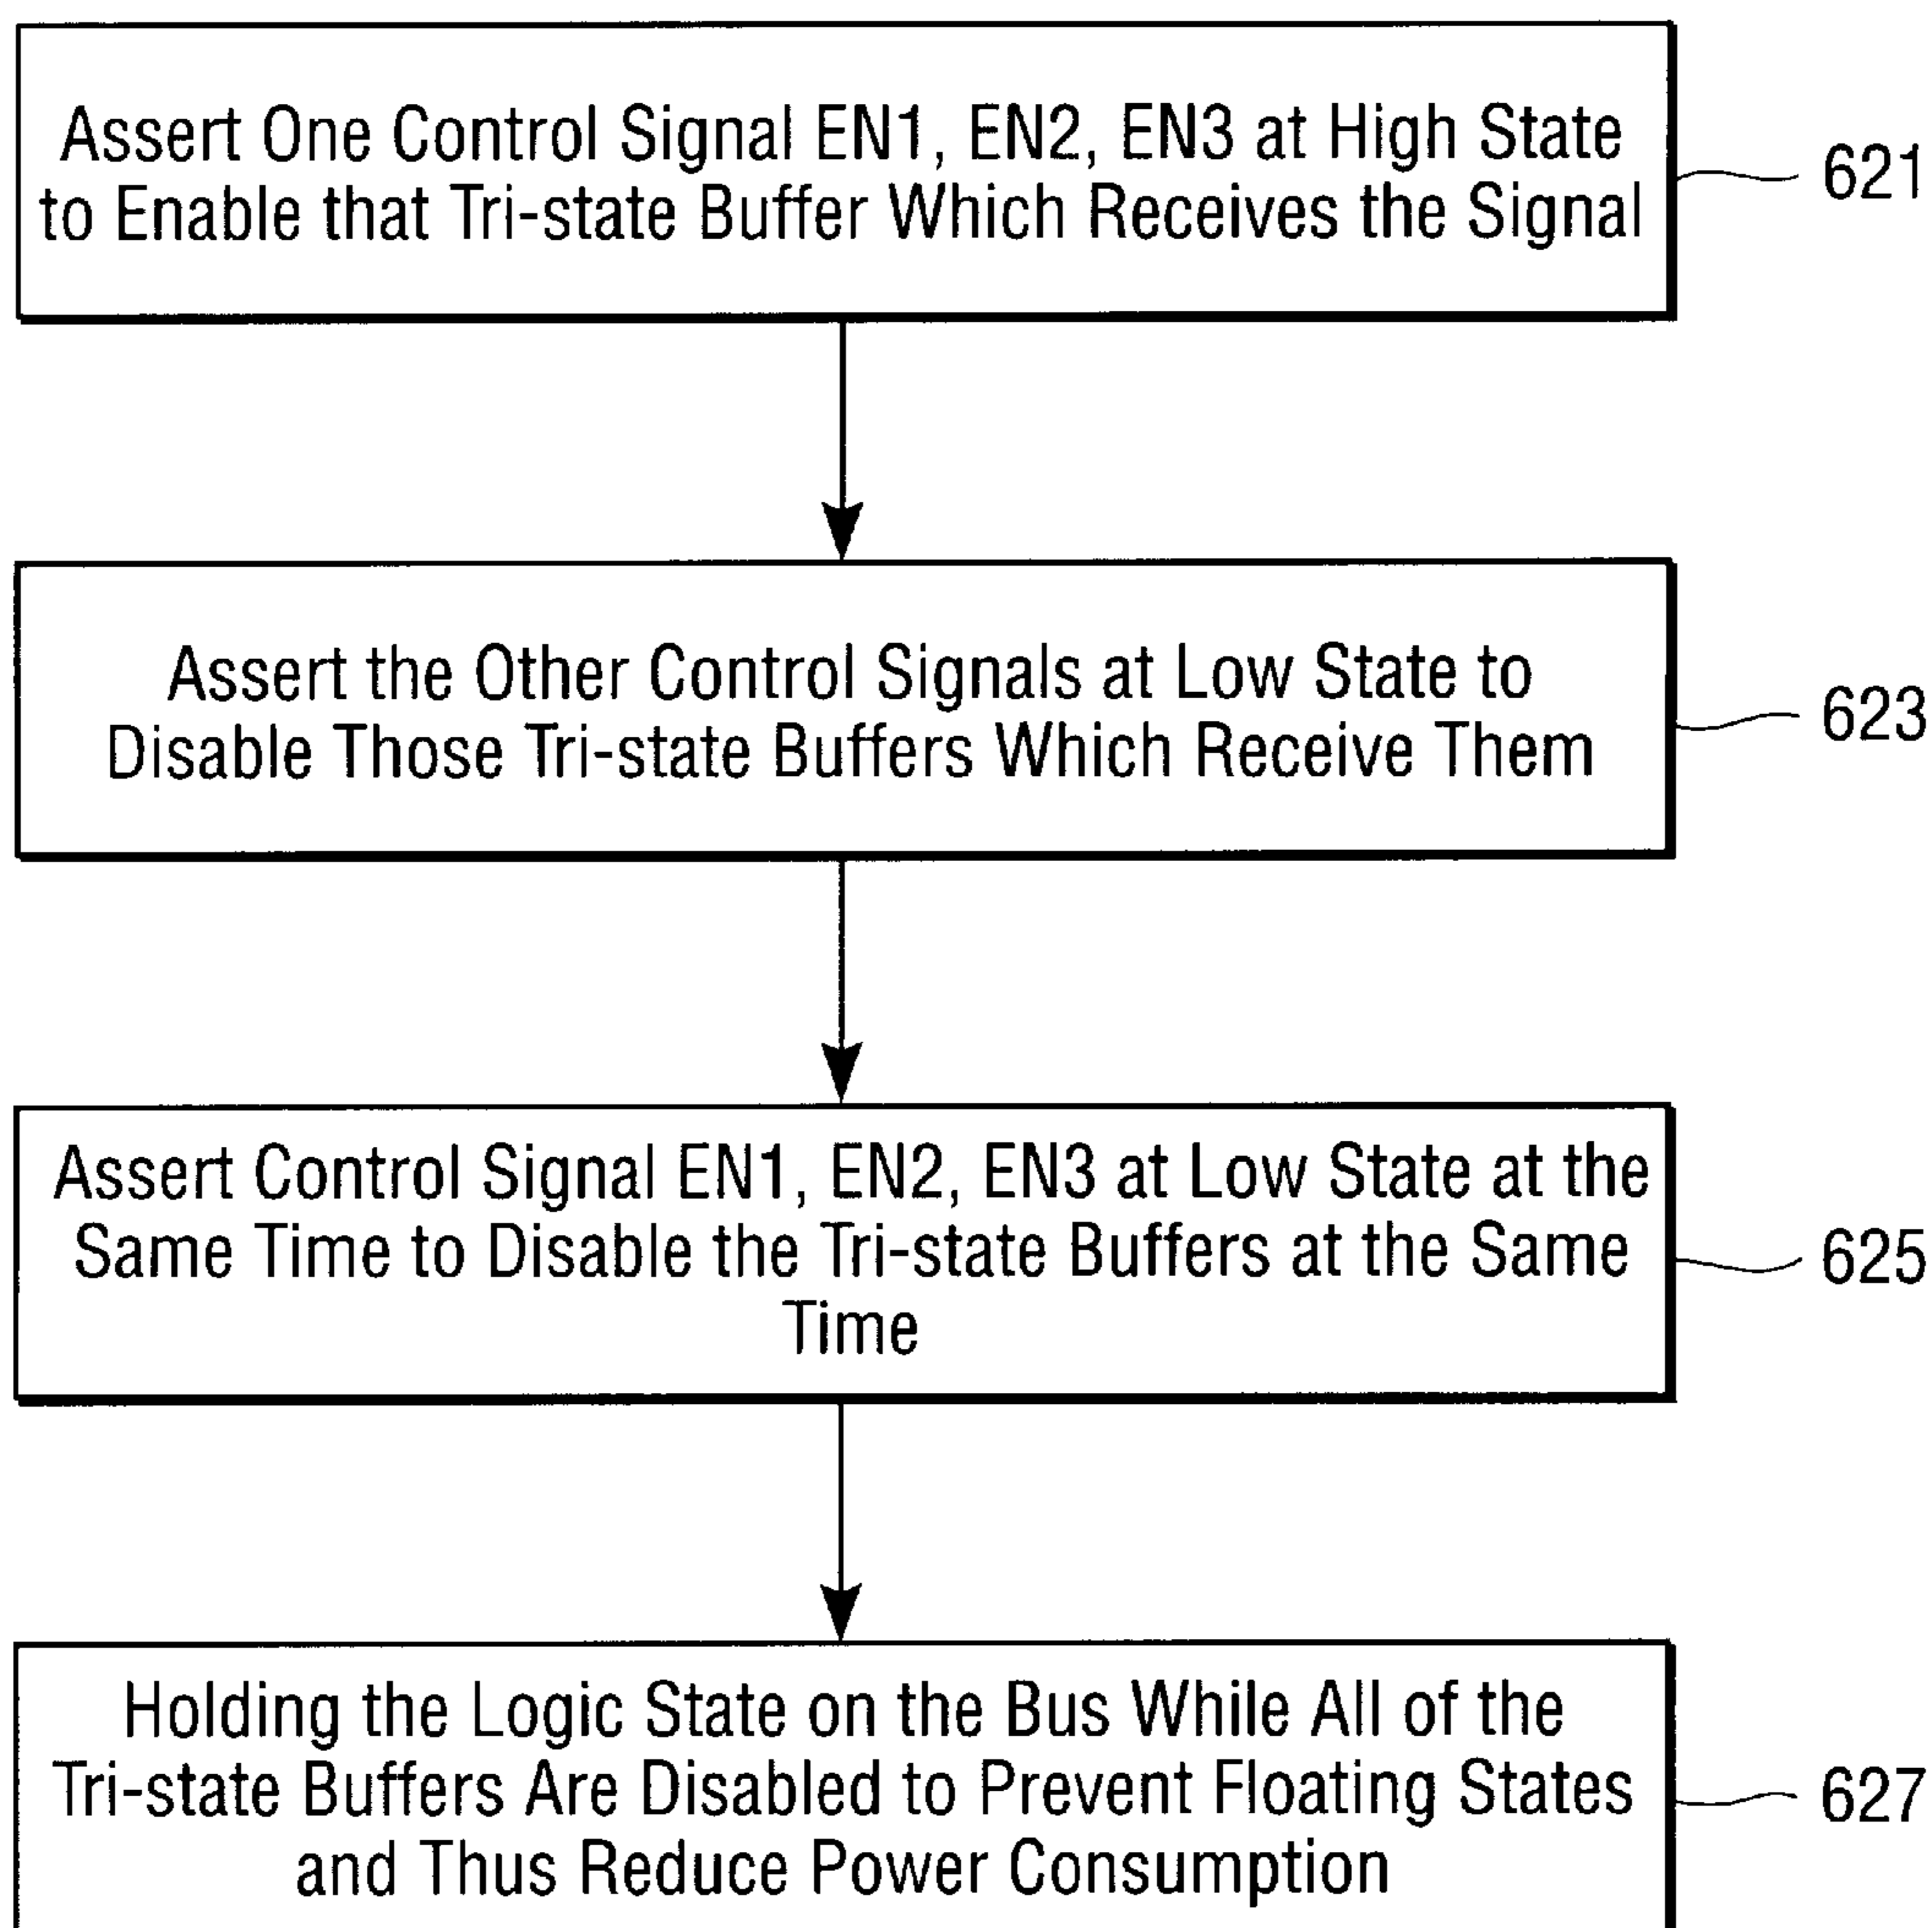 Assert One Control Signal EN1, EN2, EN3 at High State
to Enable that Tri-state Buffer Which Receives the Signal
621
Assert the Other Control Signals at Low State to
Disable Those Tri-state Buffers Which Receive Them
623
Assert Control Signal EN1, EN2, EN3 at Low State at the
Same Time to Disable the Tri-state Buffers at the Same
Time
625
Holding the Logic State on the Bus While All of the
Tri-state Buffers Are Disabled to Prevent Floating States
and Thus Reduce Power Consumption
627